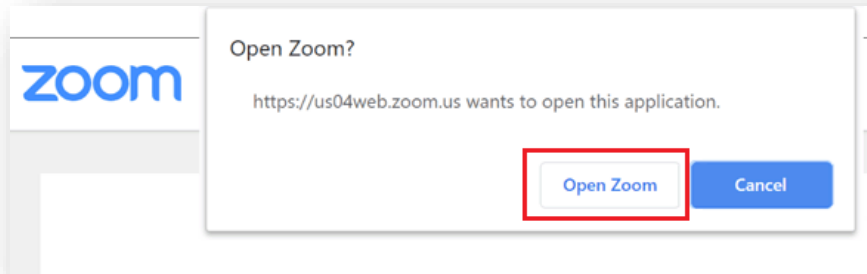 zoom
Open Zoom?
https://us04web.zoom.us wants to open this application.
Open Zoom
Cancel